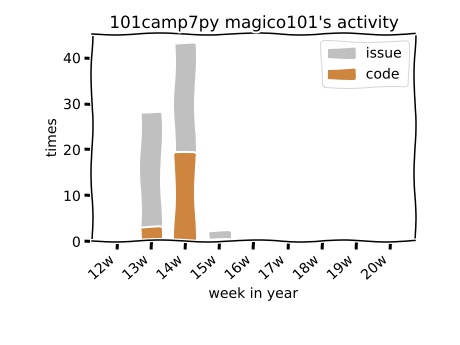 101camp7py magico101's activity
issue
code
times
40
30
20
10
0
12w 13w 14w 15w 16w 17w 18w 19w 20w
week in year